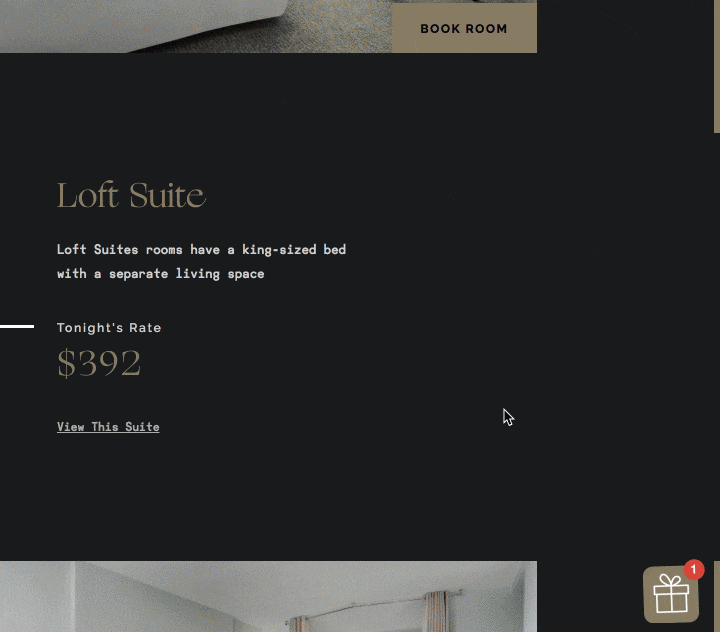 BOOK ROOM
Loft Suite
Loft Suites rooms have a king-sized bed
with a separate living space
Tonight's Rate
$392
View This Suite
1